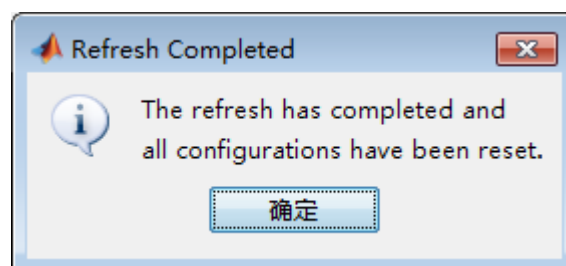 Refresh Completed
The refresh has completed and
all configurations have been reset.
确定